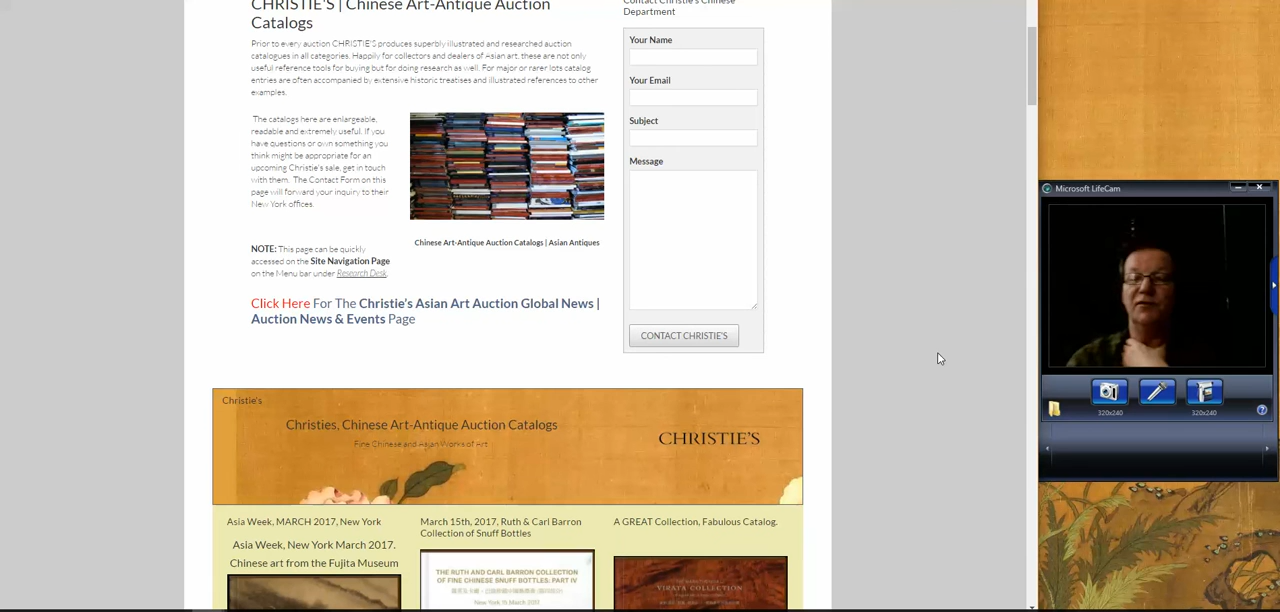 CHRISTIE'S | Chinese Art-Antique Auction
Catalogs
Prior to every auction CHRISTIE'S produces superbly illustrated and researched auction
catalogues in all categories. Happily for collectors and dealers of Asian art, these are not only
useful reference tools for buying but for doing research as well. For major or rarer lots catalog
entries are often accompanied by extensive historic treatises and illustrated references to other
examples.
The catalogs here are enlargeable,
readable and extremely useful. If you
have questions or own something you
think might be appropriate for an
upcoming Christie's sale, get in touch
with them. The Contact Form on this
page will forward your inquiry to their
New York offices.
Chinese Art-Antique Auction Catalogs | Asian Antiques
NOTE: This page can be quickly
accessed on the Site Navigation Page
on the Menu bar under Research Desk.
Click Here For The Christie's Asian Art Auction Global News |
Auction News & Events Page
Contact Christie's Chinese
Department
Your Name
Your Email
Subject
Message
CONTACT CHRISTIE'S
Christie's
Christies, Chinese Art-Antique Auction Catalogs
Fine Chinese and Asian Works of Art
CHRISTIE'S
Asia Week, MARCH 2017, New York
Asia Week, New York March 2017.
Chinese art from the Fujita Museum
March 15th, 2017, Ruth & Carl Barron
Collection of Snuff Bottles
THE RUTH AND CARL BARRON COLLECTION
OF FINE CHINESE SNUFF BOTTLES: PART IV
New York 15 March 2017
A GREAT Collection, Fabulous Catalog.
VIRATA COLLECTION
Microsoft LifeCam
320x240
320x240